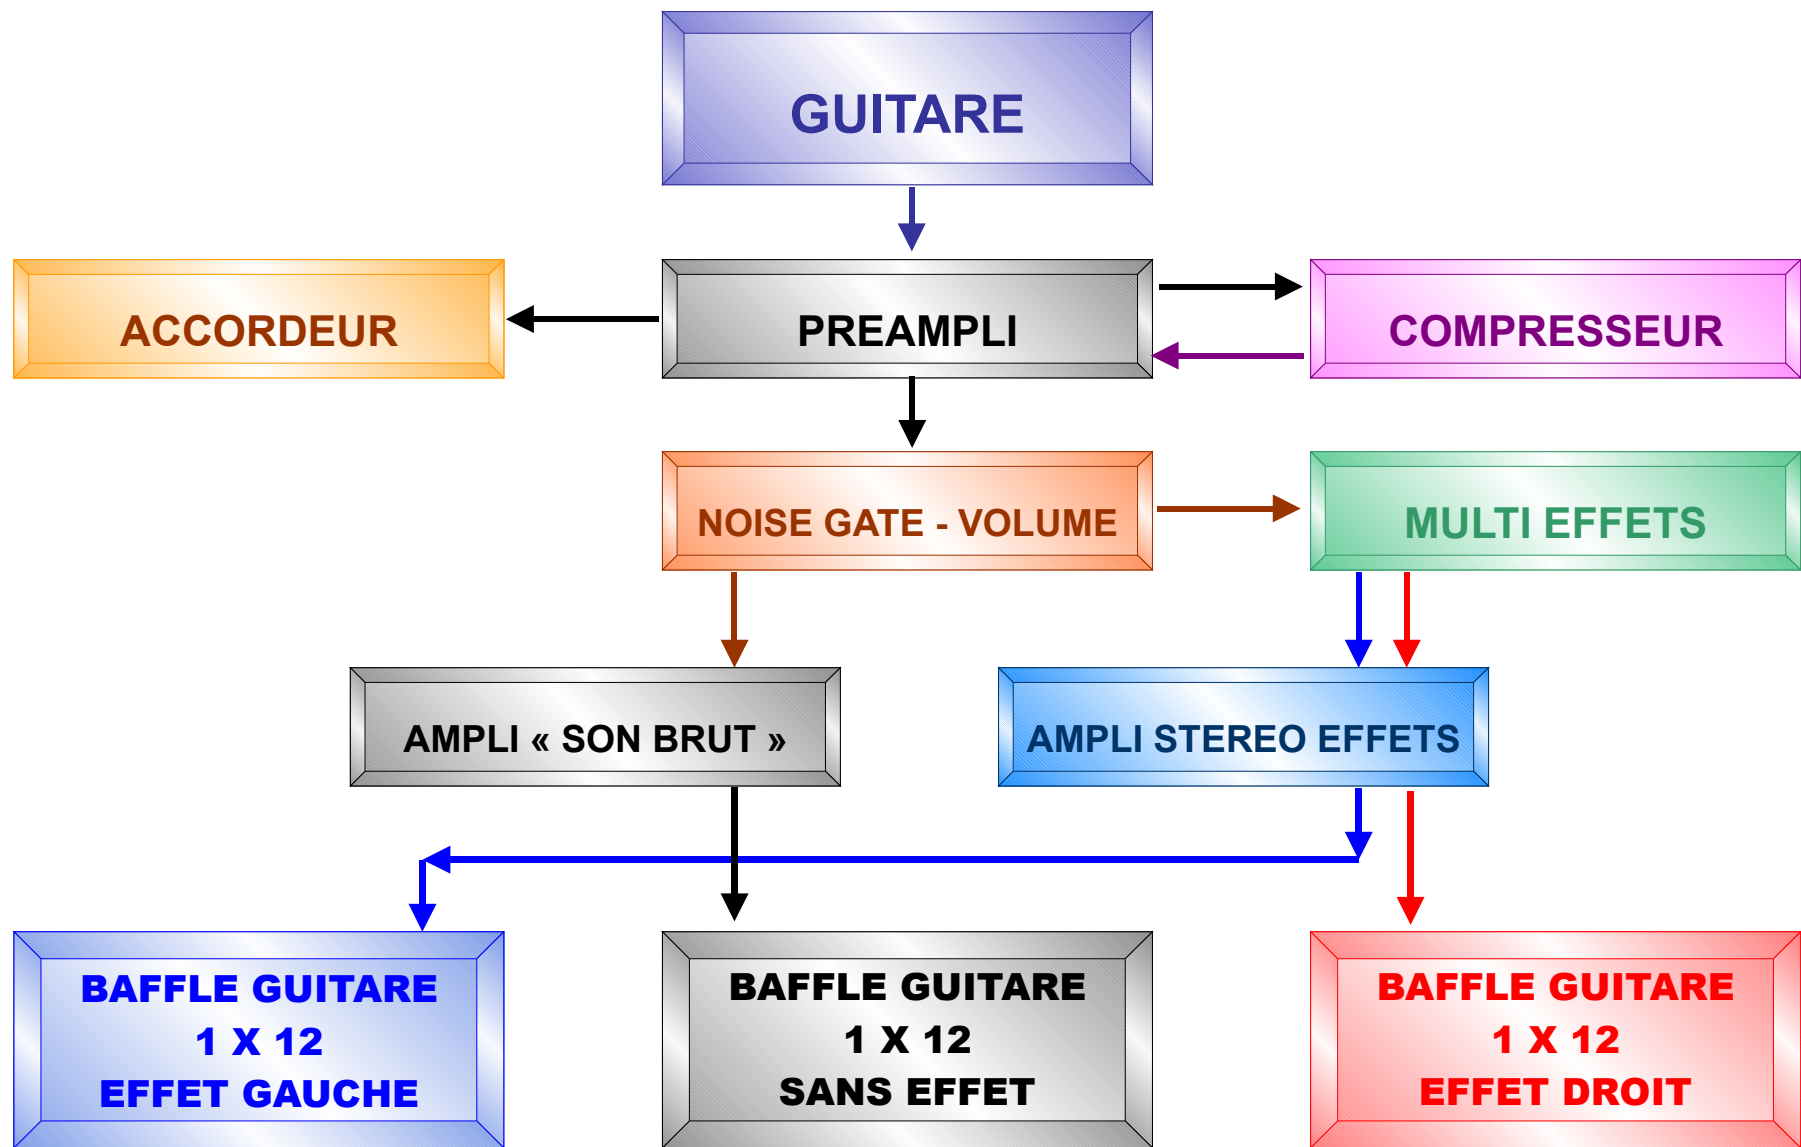 GUITARE
ACCORDEUR
PREAMPLI
COMPRESSEUR
NOISE GATE - VOLUME
MULTI EFFETS
AMPLI « SON BRUT »
AMPLI STEREO EFFETS
BAFFLE GUITARE
1 X 12
EFFET GAUCHE
BAFFLE GUITARE
1 X 12
SANS EFFET
BAFFLE GUITARE
1 X 12
EFFET DROIT